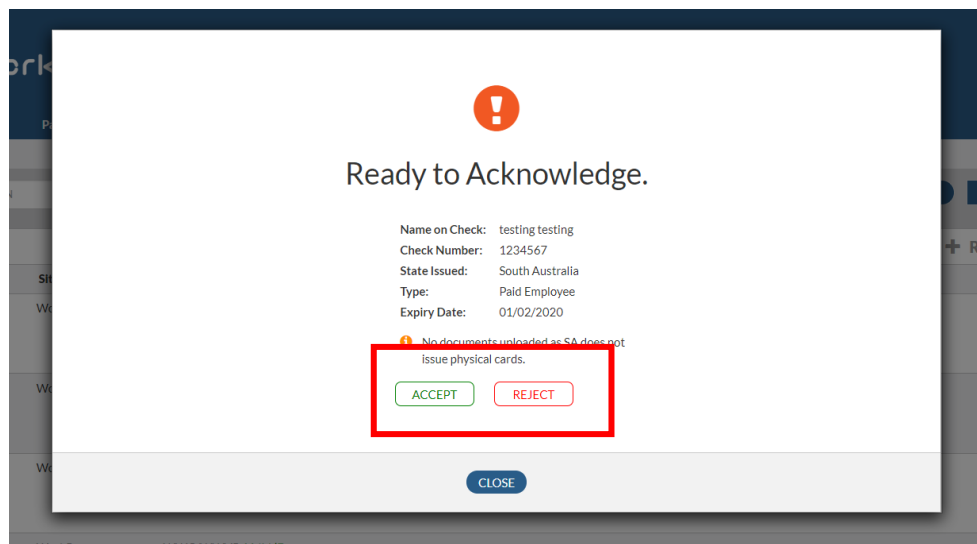 Ready to Acknowledge.
Name on Check: testing testing
Check Number: 1234567
State Issued: South Australia
Type: Paid Employee
Expiry Date: 01/02/2020
No documents uploaded as SA does not
issue physical cards.
ACCEPT REJECT
CLOSE